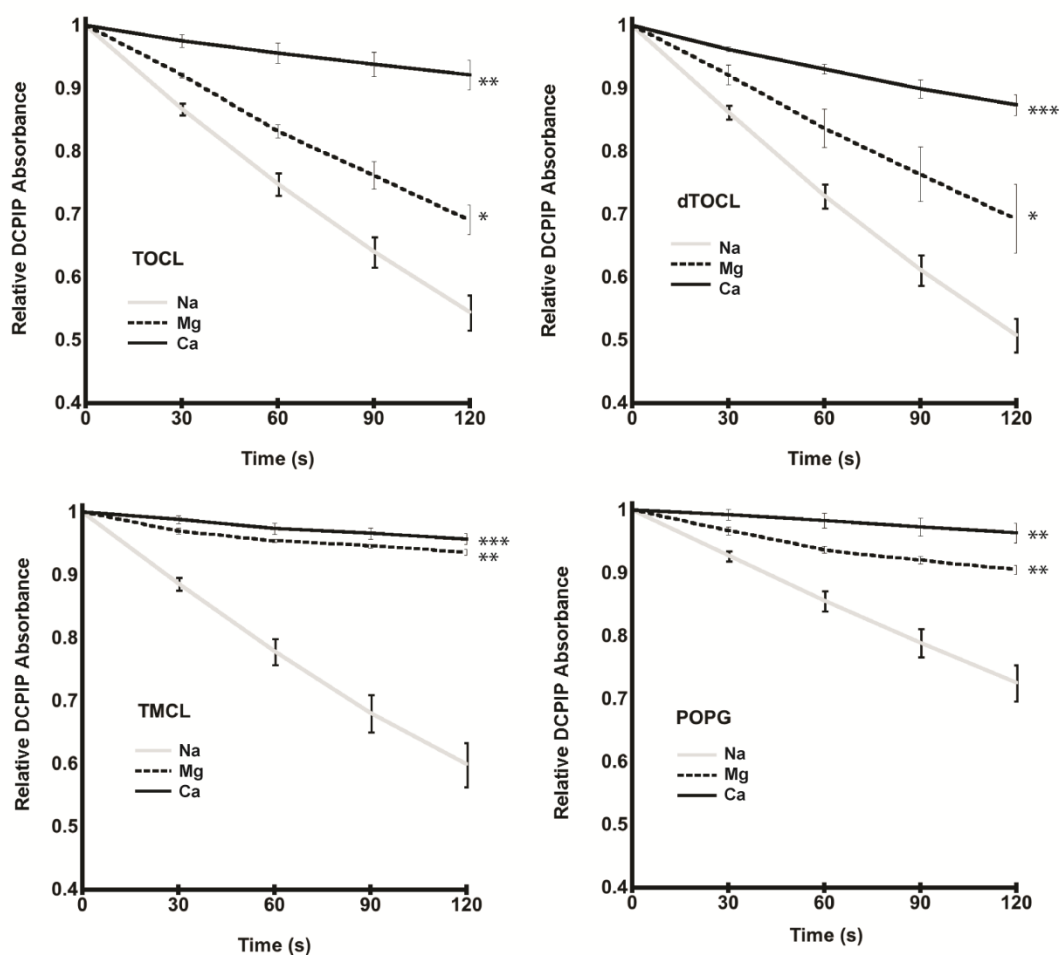 Relative DCPIP Absorbance
1
0.9
0.8
0.7
0.6
0.5
0.4
**
*
TOCL
Na
Mg
Ca
0 30 60 90 120
Time (s)
Relative DCPIP Absorbance
1
0.9
0.8
0.7
0.6
0.5
0.4
***
*
dTOCL
Na
Mg
Ca
0 30 60 90 120
Time (s)
Relative DCPIP Absorbance
1
0.9
0.8
0.7
0.6
0.5
0.4
***
**
TMCL
Na
Mg
Ca
0 30 60 90 120
Time (s)
Relative DCPIP Absorbance
1
0.9
0.8
0.7
0.6
0.5
0.4
**
**
POPG
Na
Mg
Ca
0 30 60 90 120
Time (s)